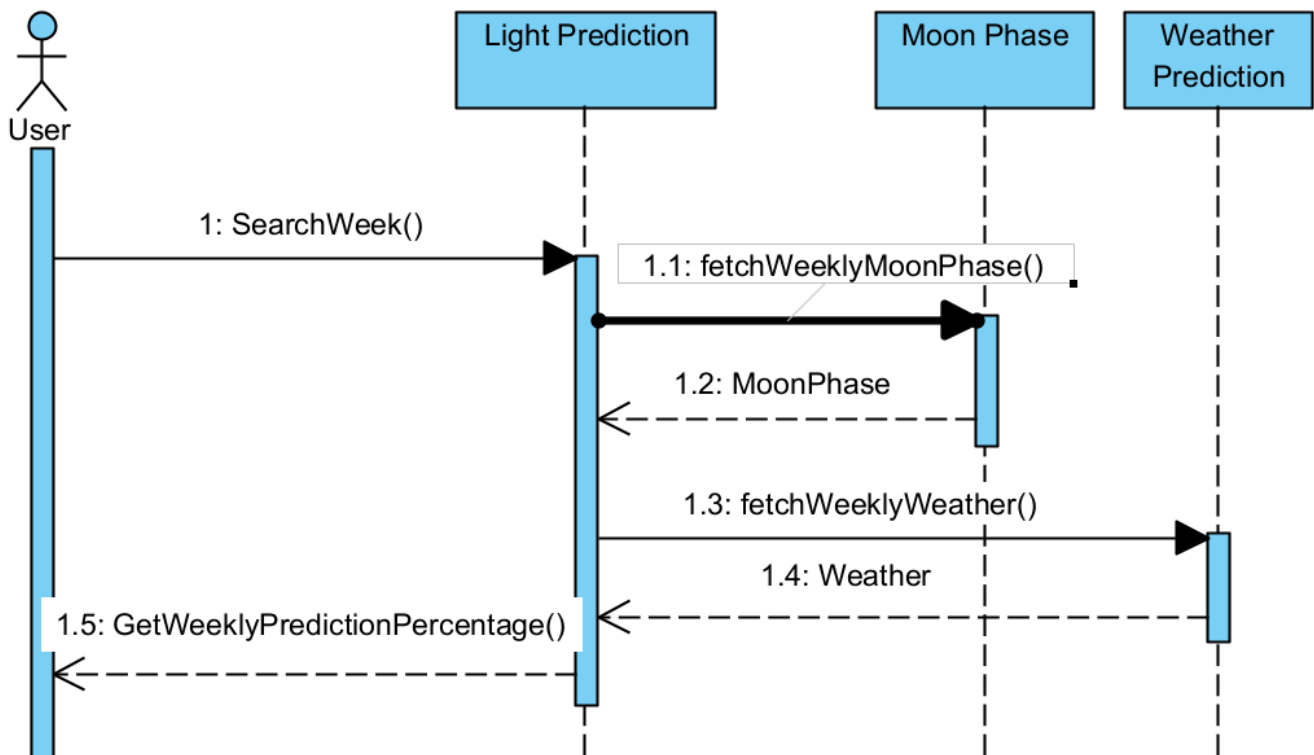 Light Prediction
Moon Phase
Weather
Prediction
User
1: SearchWeek()
1.1: fetchWeeklyMoonPhase()
1.2: MoonPhase
1.3: fetchWeeklyWeather()
1.4: Weather
1.5: GetWeeklyPredictionPercentage()